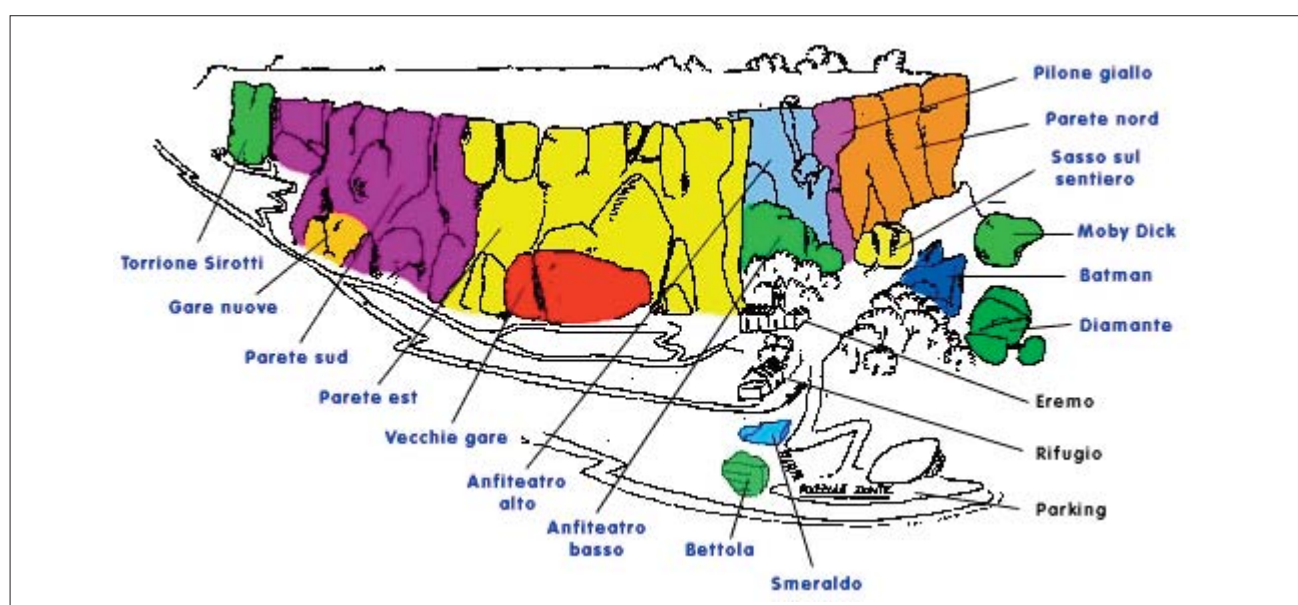 Pilone giallo
Parete nord
Sasso sul
sentiero
Moby Dick
Batman
Diamante
Eremo
Rifugio
Parking
Torrione Sirotti
Gare nuove
Parete sud
Parete est
Vecchie gare
Anfiteatro
alto
Anfiteatro
basso
Bettola
Smeraldo